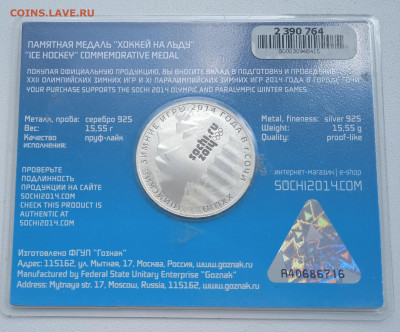 COINS.LAVE.RU
2 390 764
ПАМЯТНАЯ МЕДАЛЬ "ХОККЕЙ НА ЛЬДУ"
"ICE HOCKEY" COMMEMORATIVE MEDAL
ПОКУПАЯ ОФИЦИАЛЬНУЮ ПРОДУКЦИЮ, ВЫ ВНОСИТЕ ВКЛАД В ПОДГОТОВКУ И ПРОВЕДЕНИЕ
XXII ОЛИМПИЙСКИХ ЗИМНИХ ИГР И XI ПАРАЛИМПИЙСКИХ ЗИМНИХ ИГР 2014 ГОДА В ГОРОДЕ СОЧИ
YOUR PURCHASE SUPPORTS THE SOCHI 2014 OLYMPIC AND PARALYMPIC WINTER GAMES.
Металл, проба: серебро 925
Вес: 15,55 г
Качество исполнения: пруф-лайк
Metal, fineness: silver 925
Weight: 15,55 g
Quality: proof-like
ЗИМНИЕ ИГРЫ 2014 ГОДА В Г. СОЧИ
sochi.ru
2014
ПРОВЕРЬТЕ
ПОДЛИННОСТЬ
ПРОДУКЦИИ НА САЙТЕ
SOCHI2014.COM
CHECK THIS PRODUCT IS
AUTHENTIC AT
SOCHI2014.COM
ИНТЕРНЕТ-МАГАЗИН | E-SHOP
SOCHI2014.COM
Изготовлено ФГУП "Гознак"
Адрес: 115162, ул. Мытная, 17, Москва, Россия, www.goznak.ru
Manufactured by Federal State Unitary Enterprise "Goznak"
Address: Mytnaya str. 17, Moscow, Russia, 115162, www.goznak.ru
A40686716